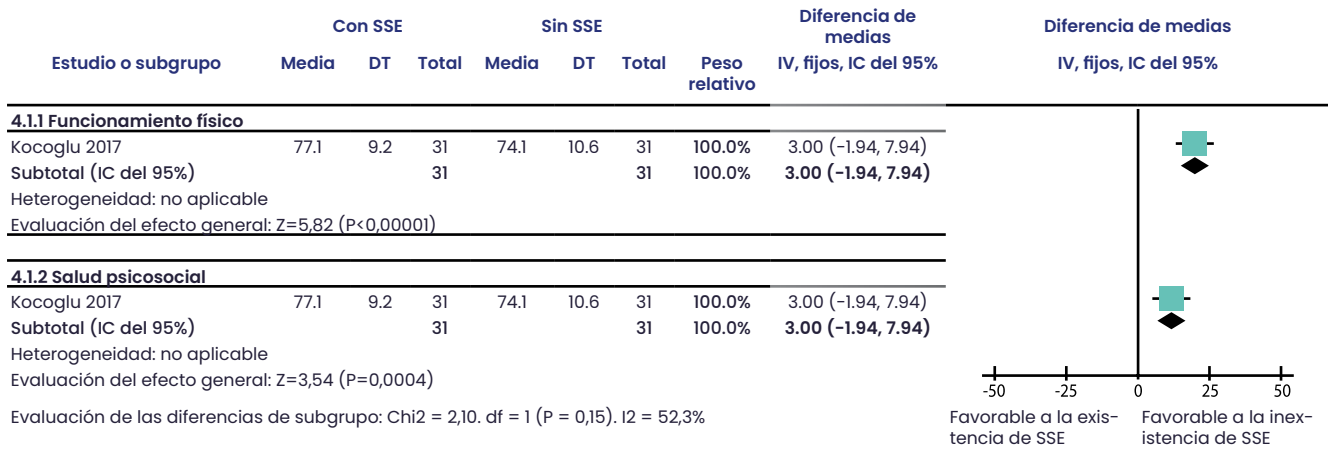 Con SSE Sin SSE Diferencia de medias Diferencia de medias
Estudio o subgrupo Media DT Total Media DT Total Peso relativo IV, fijos, IC del 95% IV, fijos, IC del 95%
4.1.1 Funcionamiento físico
Kocoglu 2017 77.1 9.2 31 74.1 10.6 31 100.0% 3.00 (-1.94, 7.94)
Subtotal (IC del 95%) 31 31 100.0% 3.00 (-1.94, 7.94)
Heterogeneidad: no aplicable
Evaluación del efecto general: Z=5,82 (P<0,00001)
4.1.2 Salud psicosocial
Kocoglu 2017 77.1 9.2 31 74.1 10.6 31 100.0% 3.00 (-1.94, 7.94)
Subtotal (IC del 95%) 31 31 100.0% 3.00 (-1.94, 7.94)
Heterogeneidad: no aplicable
Evaluación del efecto general: Z=3,54 (P=0,0004)
-50 -25 0 25 50
Evaluación de las diferencias de subgrupo: Chi2 = 2,10. df = 1 (P = 0,15). I2 = 52,3%
Favorable a la exis-
tencia de SSE
Favorable a la inex-
istencia de SSE